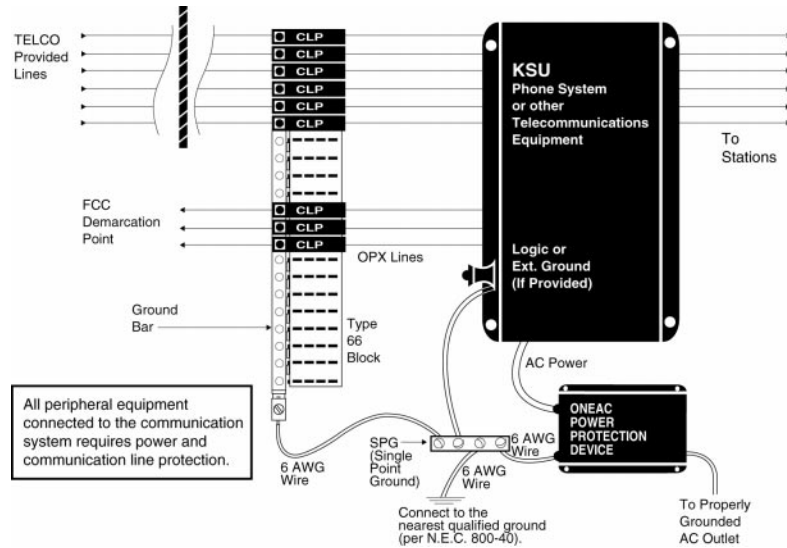 TELCO
Provided
Lines
CLP
CLP
CLP
CLP
CLP
CLP
KSU
Phone System
or other
Telecommunications
Equipment
To
Stations
FCC
Demarcation
Point
CLP
CLP
CLP
OPX Lines
Logic or
Ext. Ground
(If Provided)
Ground
Bar
Type
66
Block
AC Power
All peripheral equipment
connected to the communication
system requires power and
communication line protection.
ONEAC
POWER
PROTECTION
DEVICE
SPG
(Single
Point
Ground)
6 AWG
Wire
6 AWG
Wire
6 AWG
Wire
Connect to the
nearest qualified ground
(per N.E.C. 800-40).
To Properly
Grounded
AC Outlet